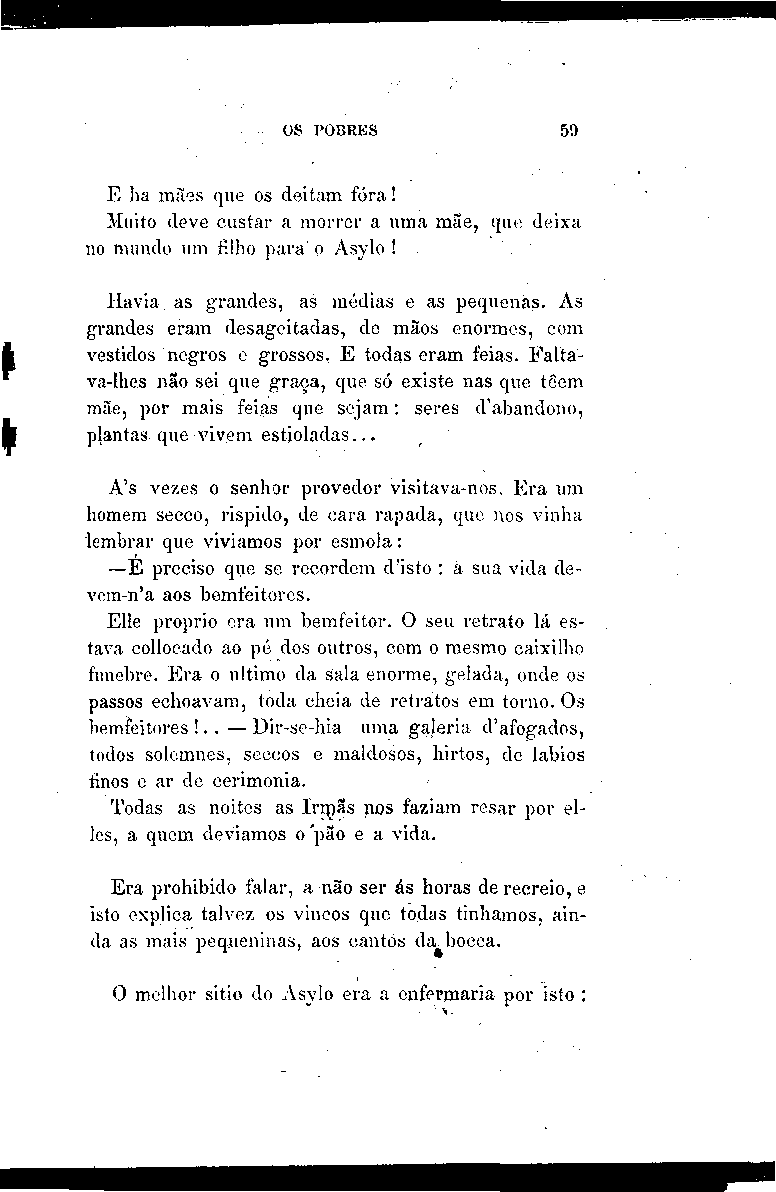 OS POBRES 59
E ha mães que os deitam fóra!
Muito deve custar a morrer a uma mãe, que deixa
no mundo um filho para o Asylo!
Havia as grandes, as médias e as pequenas. As
grandes eram desageitadas, de mãos enormes, com
vestidos negros e grossos. E todas eram feias. Falta-
va-lhes não sei que graça, que só existe nas que têem
mãe, por mais feias que sejam: seres d'abandono,
plantas que vivem estioladas...
A's vezes o senhor provedor visitava-nos. Era um
homem secco, rispido, de cara rapada, que nos vinha
lembrar que viviamos por esmola:
—É preciso que se recordem d'isto: a sua vida de-
vem-n'a aos bemfeitores.
Elle proprio era um bemfeitor. O seu retrato lá es-
tava collocado ao pé dos outros, com o mesmo caixilho
funebre. Era o ultimo da sala enorme, gelada, onde os
passos echoavam, toda cheia de retratos em torno. Os
bemfeitores!.. — Dir-se-hia uma galeria d'afogados,
todos solemnes, seccos e maldosos, hirtos, de labios
finos e ar de cerimonia.
Todas as noites as Irmãs nos faziam resar por el-
les, a quem deviamos o pão e a vida.
Era prohibido falar, a não ser ás horas de recreio, e
isto explica talvez os vincos que todas tinhamos, ain-
da as mais pequeninas, aos cantos da bocca.
O melhor sitio do Asylo era a enfermaria por isto: